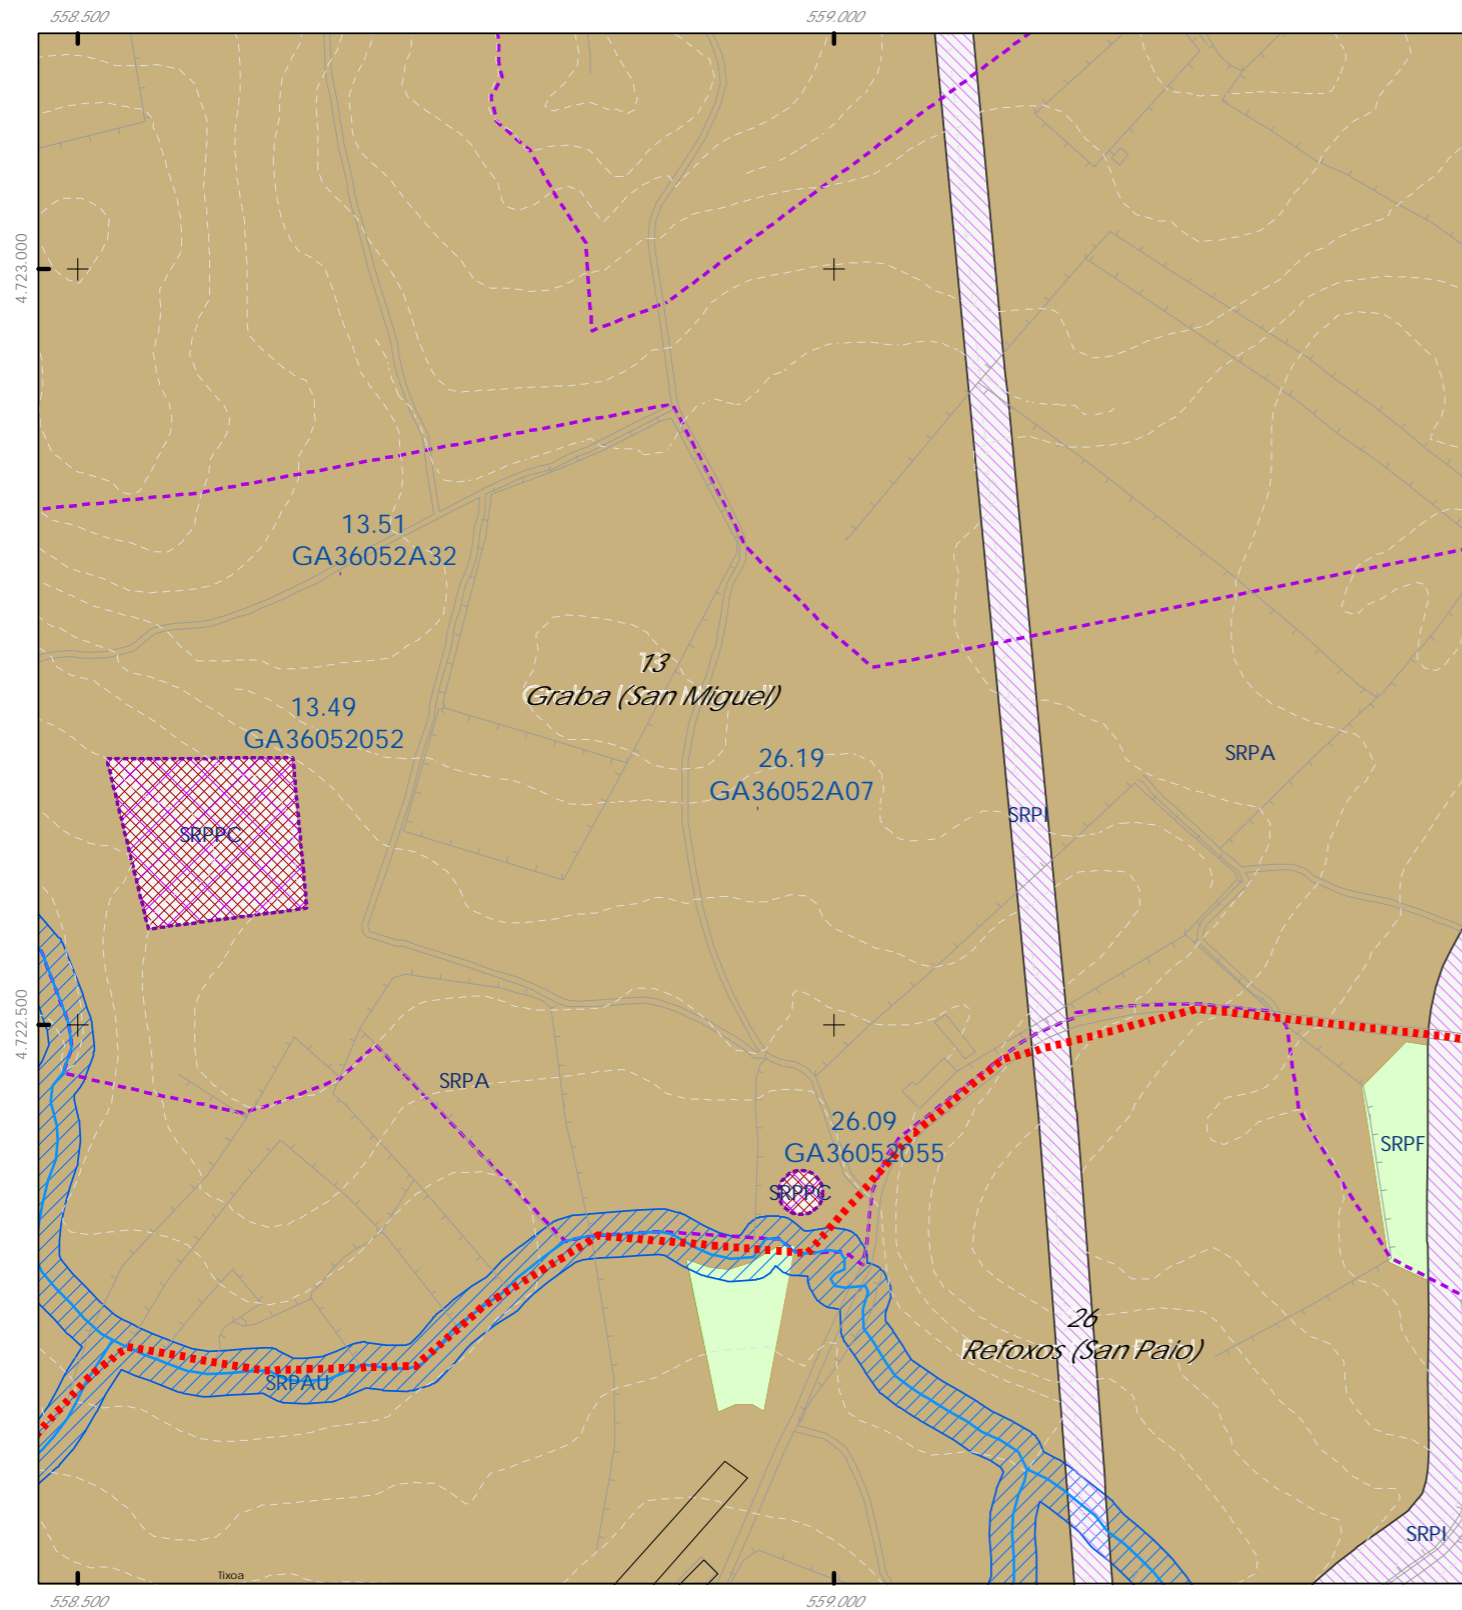 558.500
559.000
4.723.000
13.51
GA36052A32
13
Graba (San Miguel)
13.49
GA36052052
26.19
GA36052A07
SRPA
SRPI
SRPPC
4.722.500
SRPA
26.09
GA36052055
SRPF
SRPPC
26
Refoxos (San Paio)
SRPAU
SRPI
Tixoa
558.500
559.000